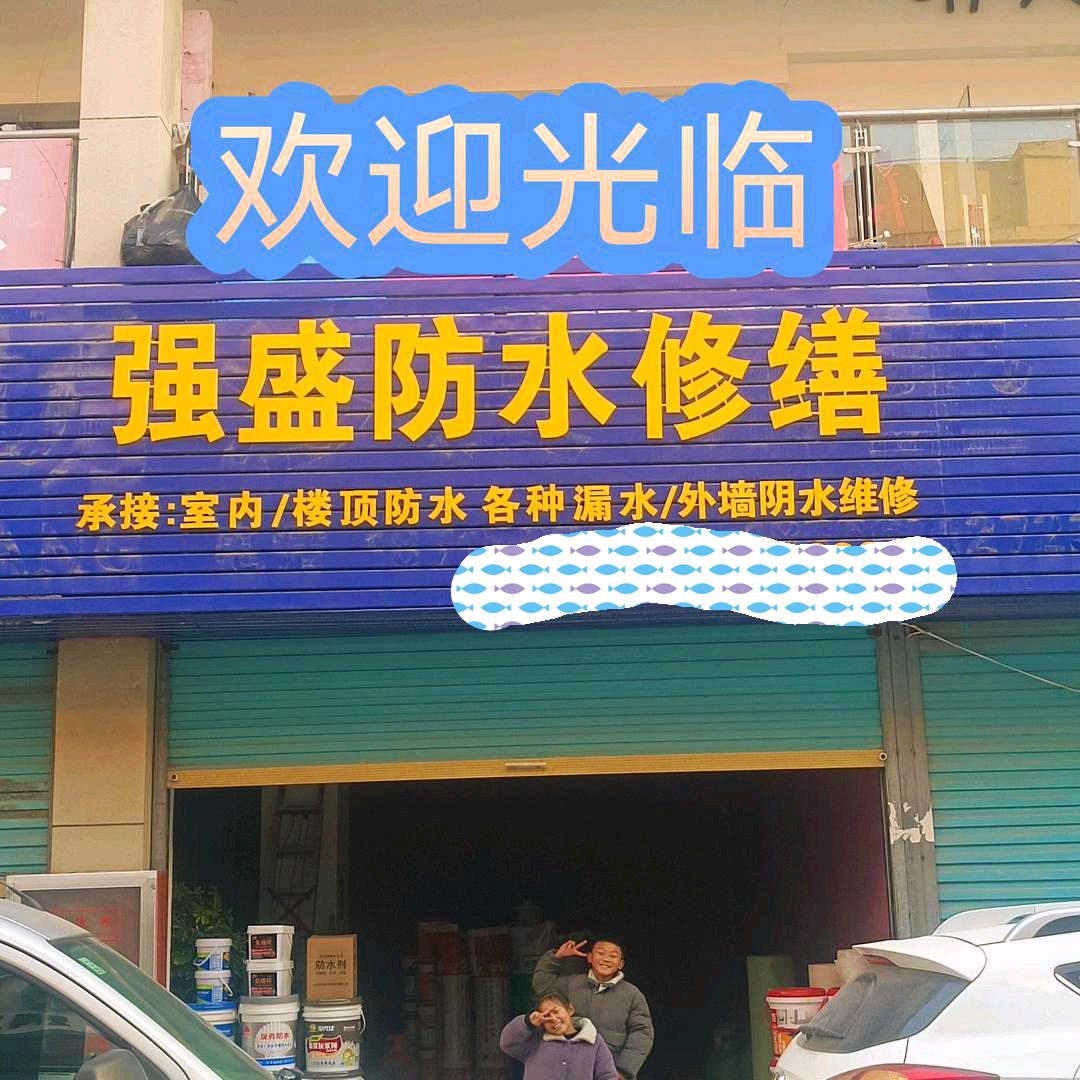 欢迎光临
强盛防水修缮
承接:室内/楼顶防水 各种漏水/外墙阴水维修
防水剂